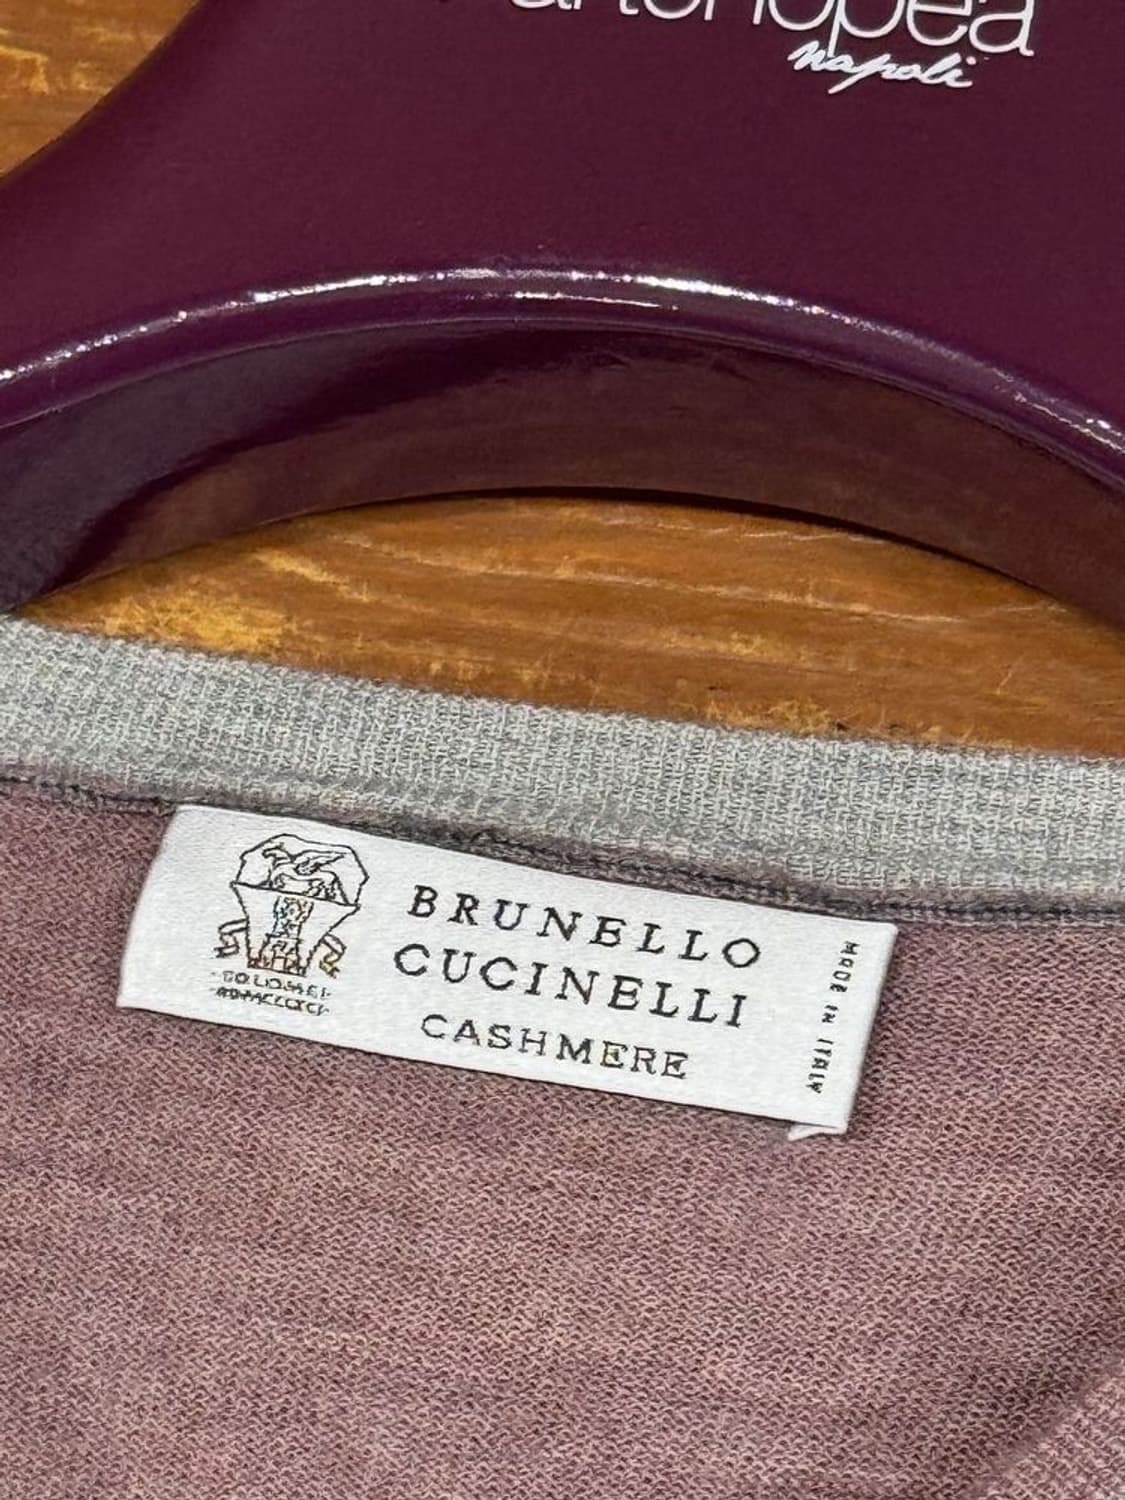 napoli
BRUNELLO
CUCINELLI
CASHMERE
MADE IN ITALY